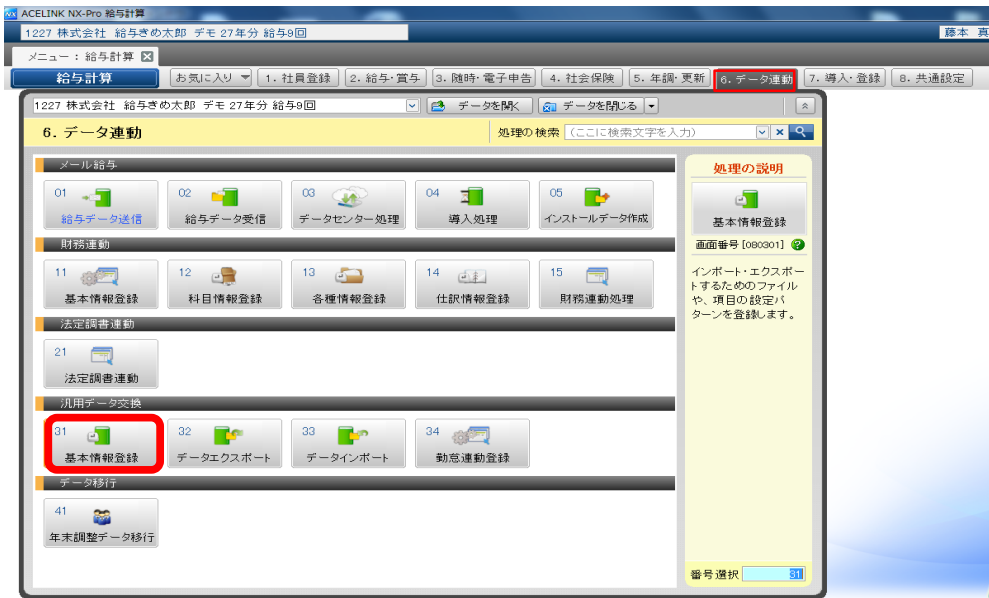 ACELINK NX-Pro 給与計算
1227 株式会社 給与きめ太郎 デモ 27年分 給与9回
藤本 真
メニュー : 給与計算
給与計算 お気に入り 1. 社員登録 2. 給与・賞与 3. 随時・電子申告 4. 社会保険 5. 年調・更新 6. データ連動 7. 導入・登録 8. 共通設定
1227 株式会社 給与きめ太郎 デモ 27年分 給与9回 データを開く データを閉じる
6. データ連動 処理の検索 (ここに検索文字を入力)
メール給与
01 02 03 04 05
給与データ送信 給与データ受信 データセンター処理 導入処理 インストールデータ作成
財務連動
11 12 13 14 15
基本情報登録 科目情報登録 各種情報登録 仕訳情報登録 財務連動処理
法定調書連動
21
法定調書連動
汎用データ交換
31 32 33 34
基本情報登録 データエクスポート データインポート 勤怠連動登録
データ移行
41
年末調整データ移行
処理の説明
基本情報登録
画面番号 [080301]
インポート・エクスポー
トするためのファイル
や、項目の設定パ
ターンを登録します。
番号選択 31